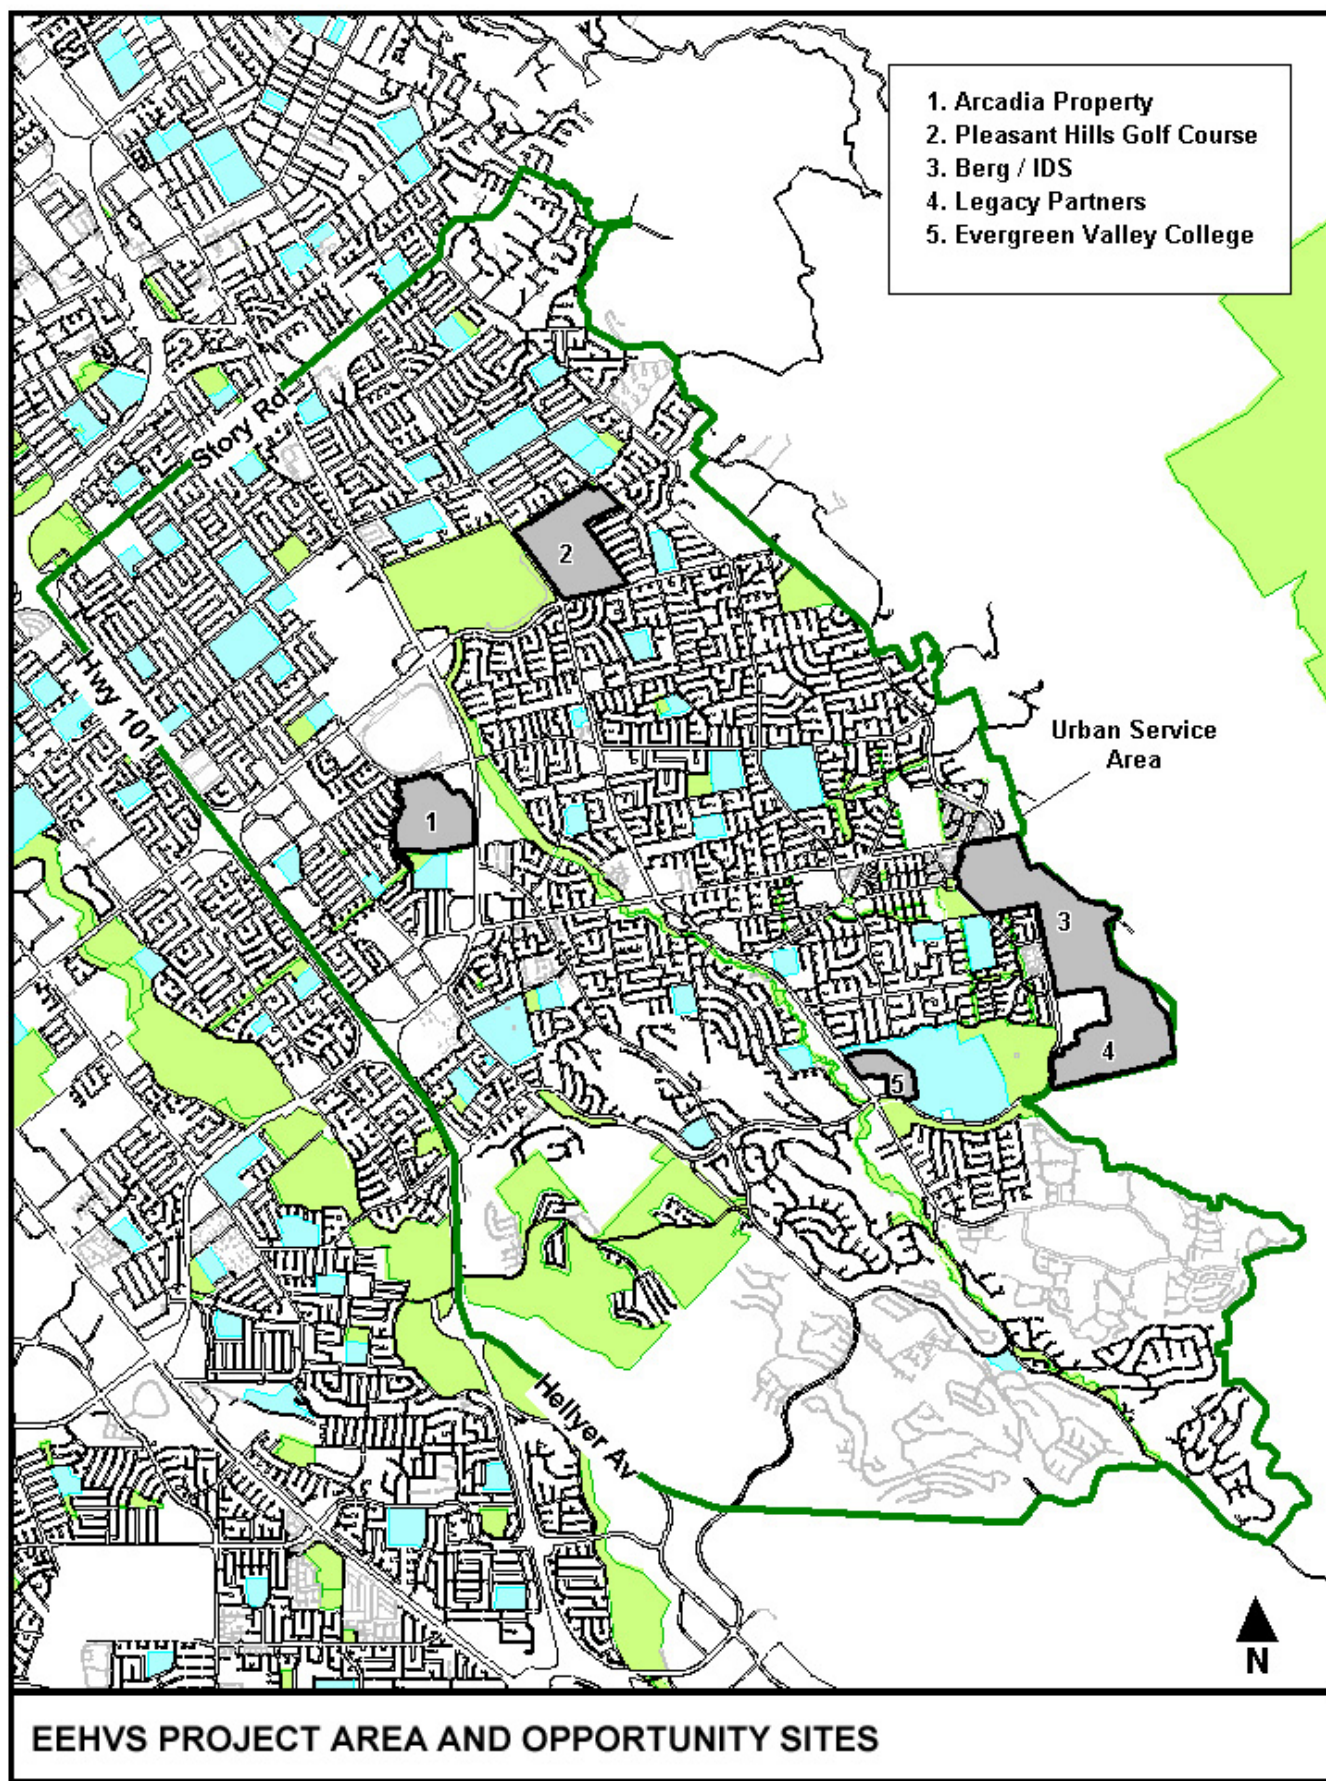 1. Arcadia Property
2. Pleasant Hills Golf Course
3. Berg / IDS
4. Legacy Partners
5. Evergreen Valley College
Story Rd
2
Hwy 101
Urban Service
Area
1
3
4
5
Hellyer Av
N
EEHVS PROJECT AREA AND OPPORTUNITY SITES